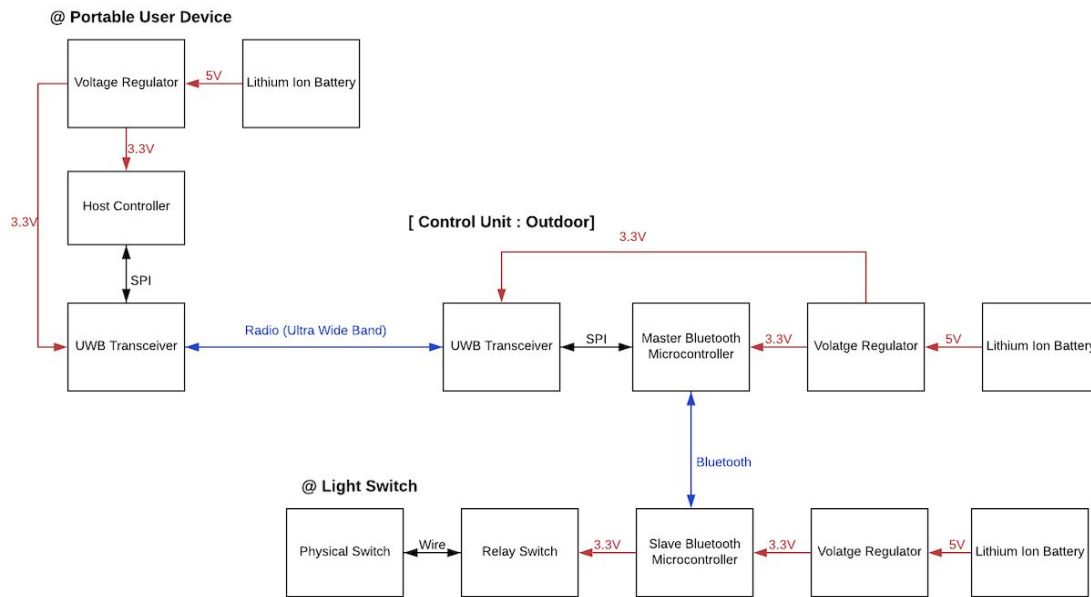 @ Portable User Device
Voltage Regulator
5V
Lithium Ion Battery
3.3V
Host Controller
3.3V
[ Control Unit : Outdoor]
3.3V
SPI
UWB Transceiver
Radio (Ultra Wide Band)
UWB Transceiver
SPI
Master Bluetooth
Microcontroller
3.3V
Volatge Regulator
5V
Lithium Ion Battery
Bluetooth
@ Light Switch
Physical Switch
Wire
Relay Switch
3.3V
Slave Bluetooth
Microcontroller
3.3V
Volatge Regulator
5V
Lithium Ion Battery